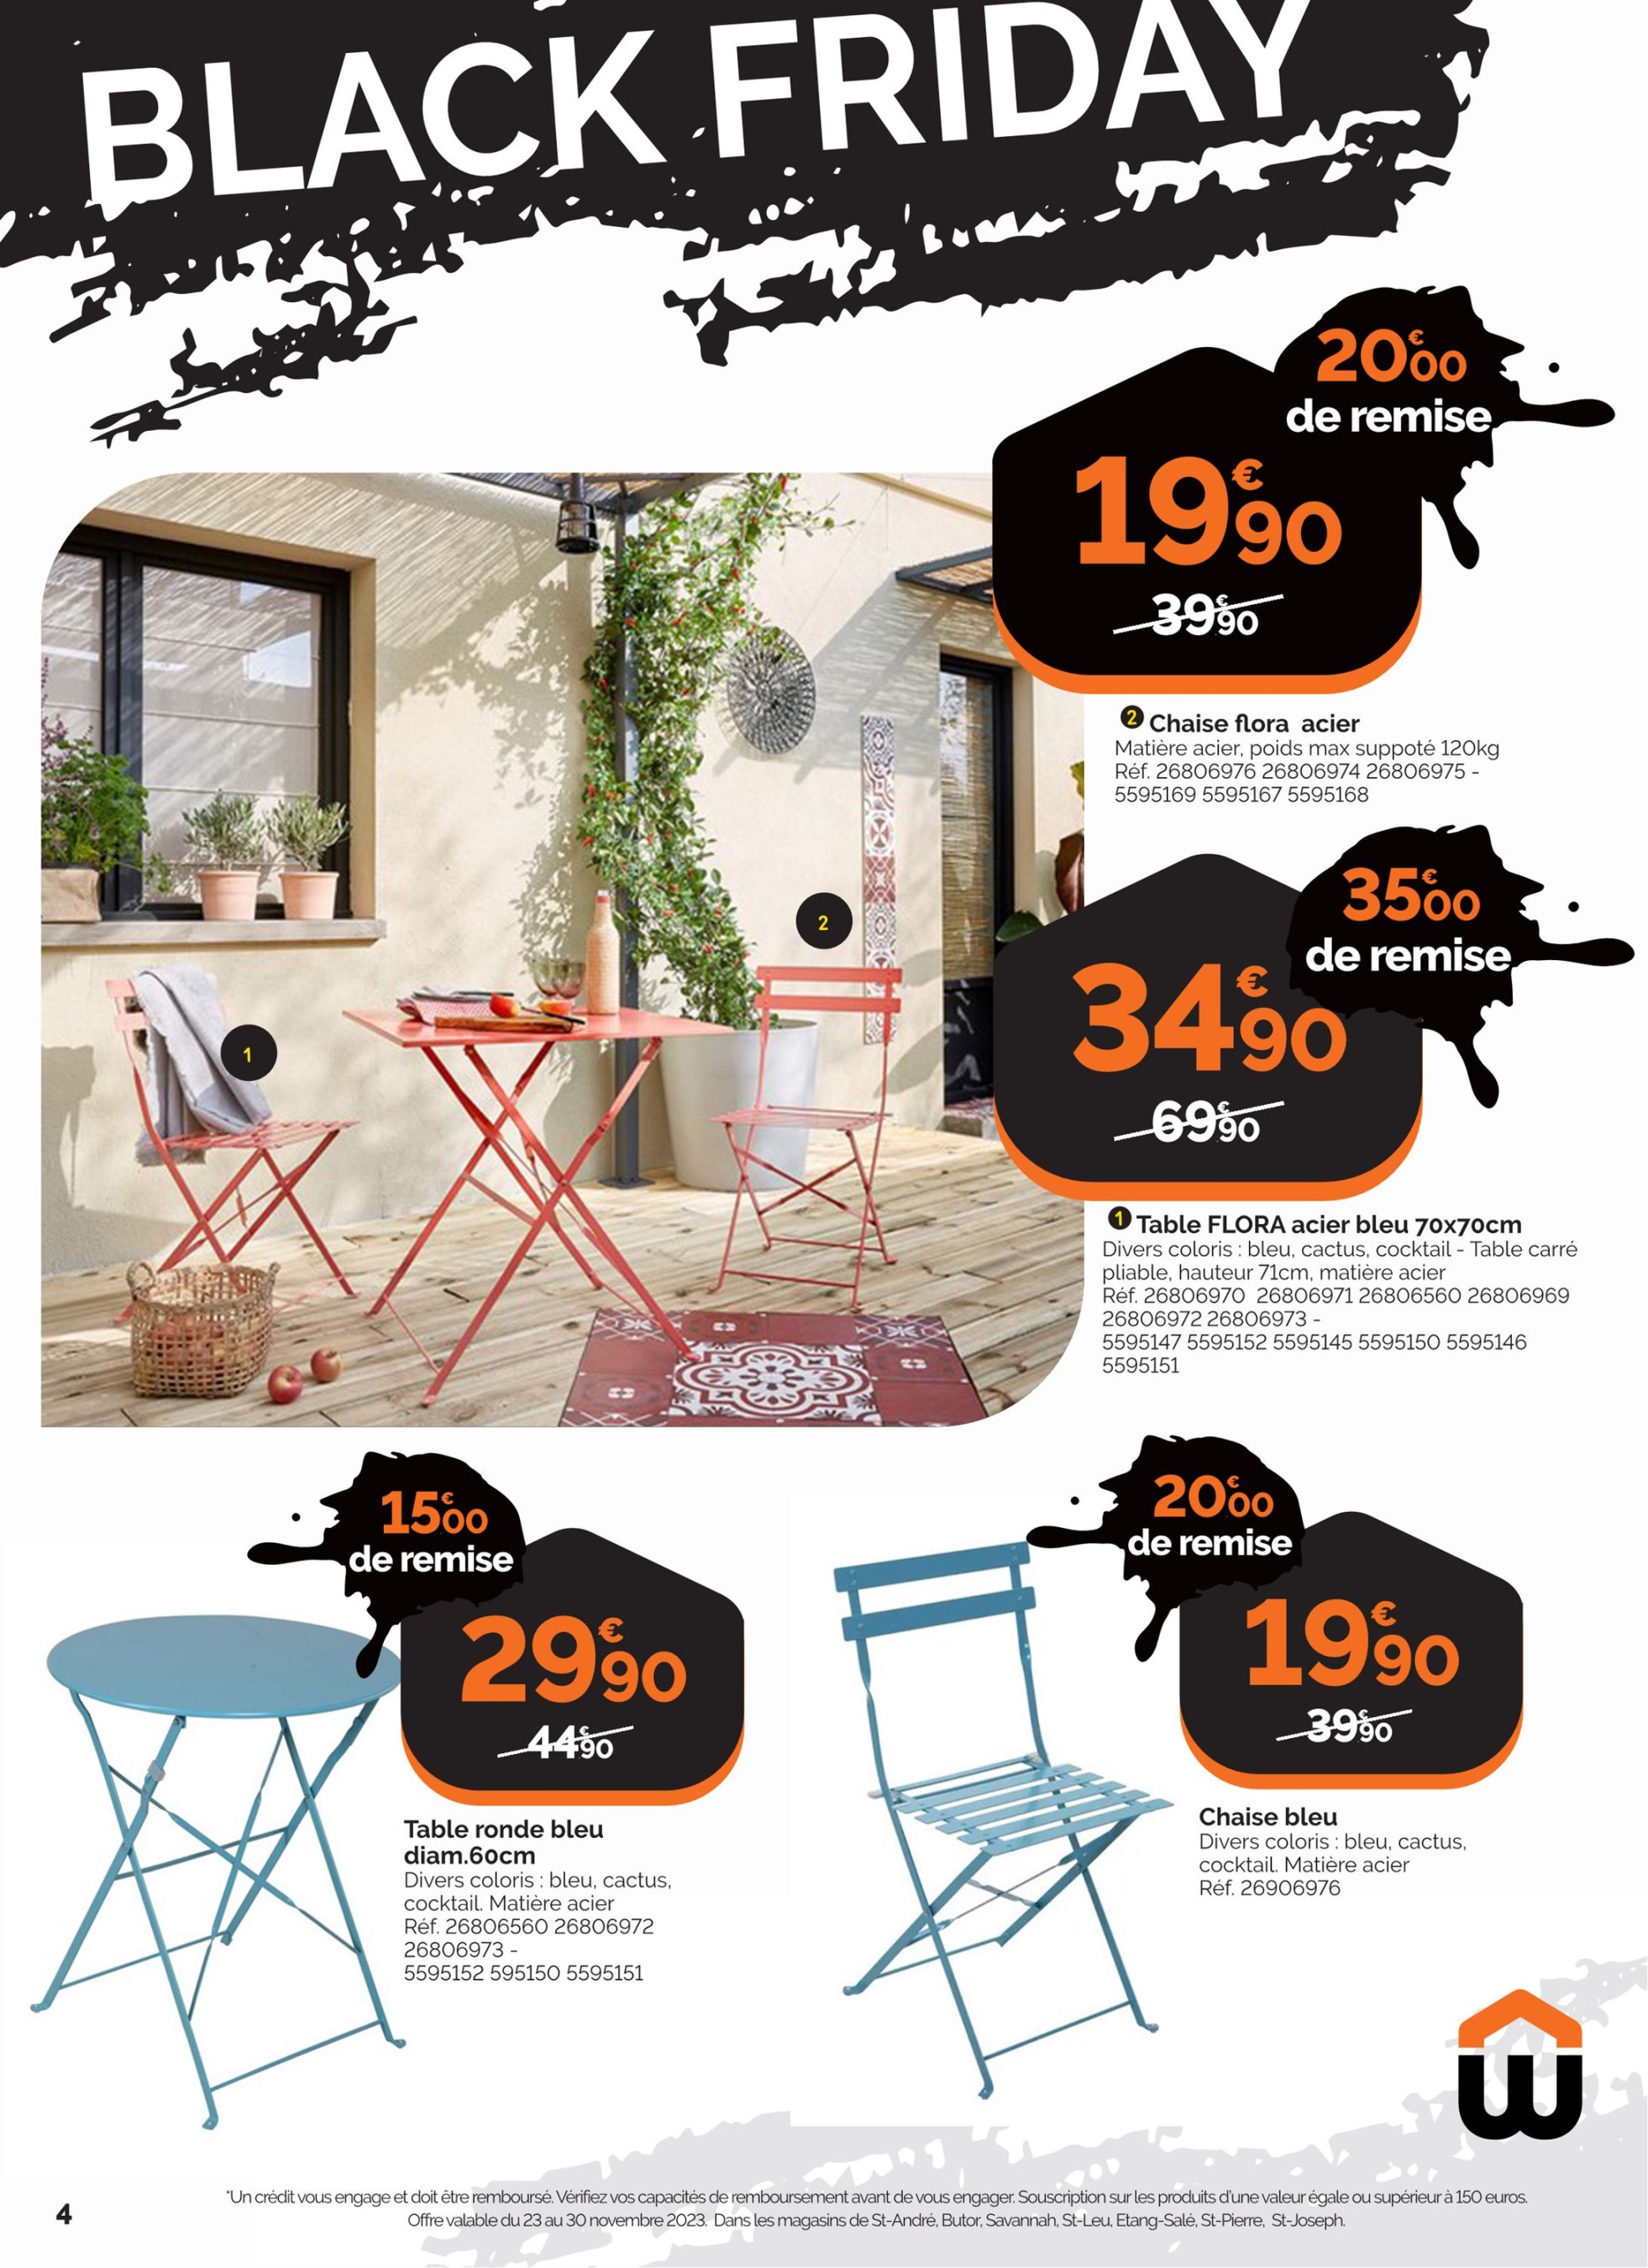 BLACK FRIDAY
20€00
de remise
19€90
39€90
2 Chaise flora acier
Matière acier, poids max suppoté 120kg
Réf. 26806976 26806974 26806975 -
5595169 5595167 5595168
35€00
de remise
34€90
69€90
1 Table FLORA acier bleu 70x70cm
Divers coloris : bleu, cactus, cocktail - Table carré
pliable, hauteur 71cm, matière acier
Réf. 26806970 26806971 26806560 26806969
26806972 26806973 -
5595147 5595152 5595145 5595150 5595146
5595151
2
1
15€00
de remise
29€90
44€90
Table ronde bleu
diam.60cm
Divers coloris : bleu, cactus,
cocktail. Matière acier
Réf. 26806560 26806972
26806973 -
5595152 595150 5595151
20€00
de remise
19€90
39€90
Chaise bleu
Divers coloris : bleu, cactus,
cocktail. Matière acier
Réf. 26906976
w
4
*Un crédit vous engage et doit être remboursé. Vérifiez vos capacités de remboursement avant de vous engager. Souscription sur les produits d'une valeur égale ou supérieur à 150 euros.
Offre valable du 23 au 30 novembre 2023. Dans les magasins de St-André, Butor, Savannah, St-Leu, Etang-Salé, St-Pierre, St-Joseph.